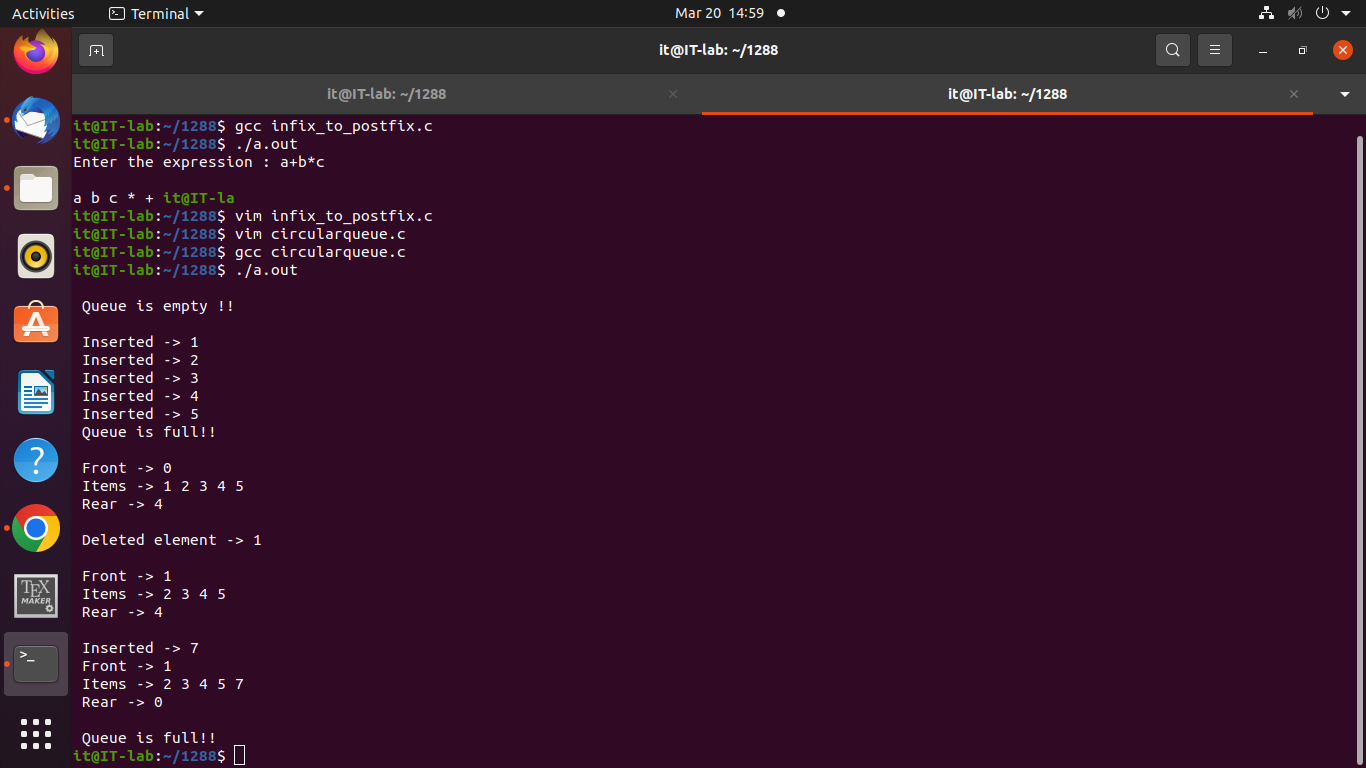 Activities Terminal Mar 20 14:59
it@IT-lab: ~/1288
it@IT-lab: ~/1288 it@IT-lab: ~/1288
it@IT-lab:~/1288$ gcc infix_to_postfix.c
it@IT-lab:~/1288$ ./a.out
Enter the expression : a+b*c
a b c * + it@IT-la
it@IT-lab:~/1288$ vim infix_to_postfix.c
it@IT-lab:~/1288$ vim circularqueue.c
it@IT-lab:~/1288$ gcc circularqueue.c
it@IT-lab:~/1288$ ./a.out
Queue is empty !!
Inserted -> 1
Inserted -> 2
Inserted -> 3
Inserted -> 4
Inserted -> 5
Queue is full!!
Front -> 0
Items -> 1 2 3 4 5
Rear -> 4
Deleted element -> 1
Front -> 1
Items -> 2 3 4 5
Rear -> 4
Inserted -> 7
Front -> 1
Items -> 2 3 4 5 7
Rear -> 0
Queue is full!!
it@IT-lab:~/1288$
TEX
MAKER
>_